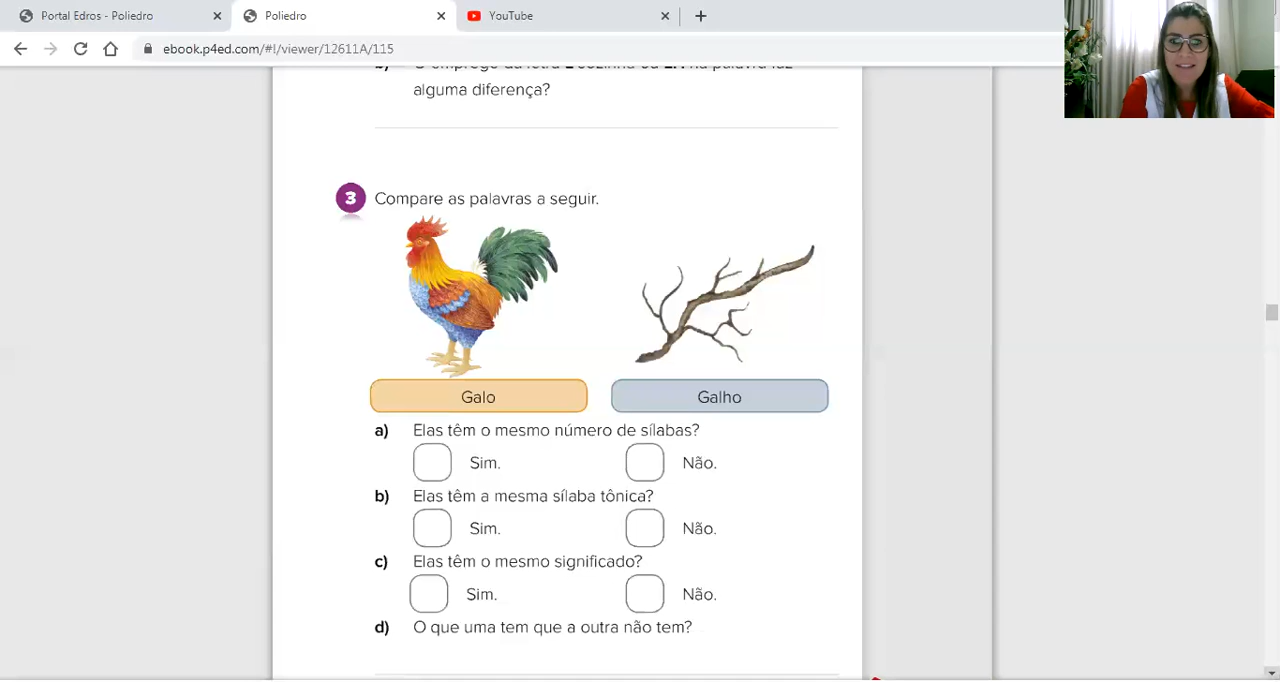 Portal Edros - Poliedro
Poliedro
YouTube
ebook.p4ed.com/#!/viewer/12611A/115
alguma diferença?
3 Compare as palavras a seguir.
Galo Galho
a) Elas têm o mesmo número de sílabas?
Sim. Não.
b) Elas têm a mesma sílaba tônica?
Sim. Não.
c) Elas têm o mesmo significado?
Sim. Não.
d) O que uma tem que a outra não tem?